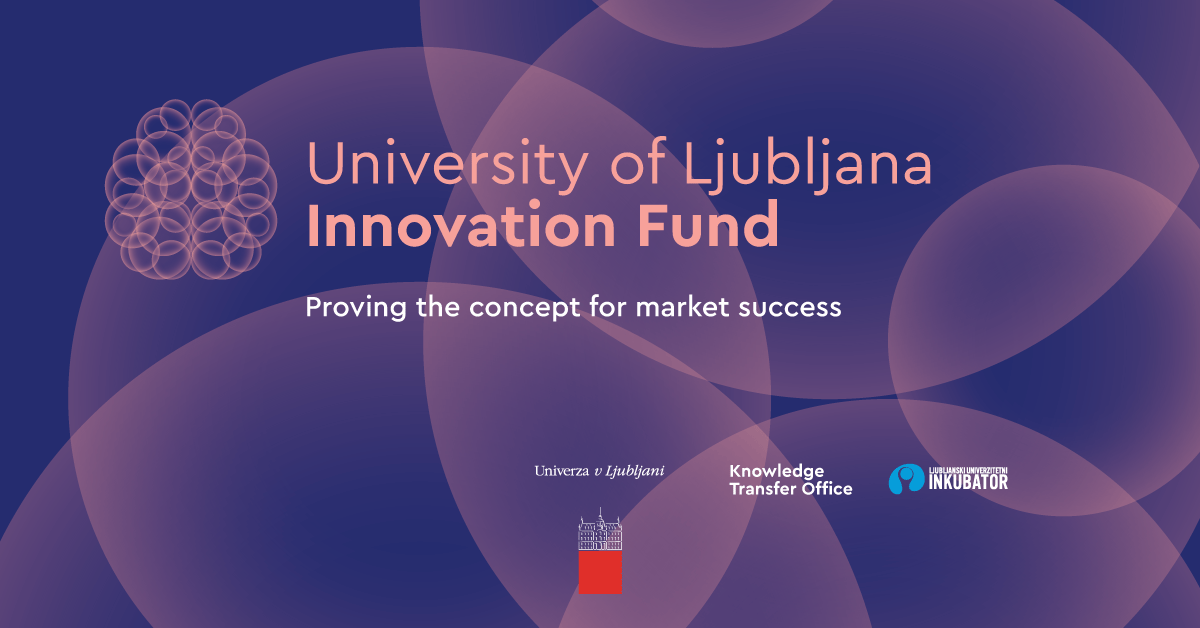 University of Ljubljana
Innovation Fund
Proving the concept for market success
Univerza v Ljubljani
Knowledge
Transfer Office
LJUBLJANSKI UNIVERZITETNI
INKUBATOR